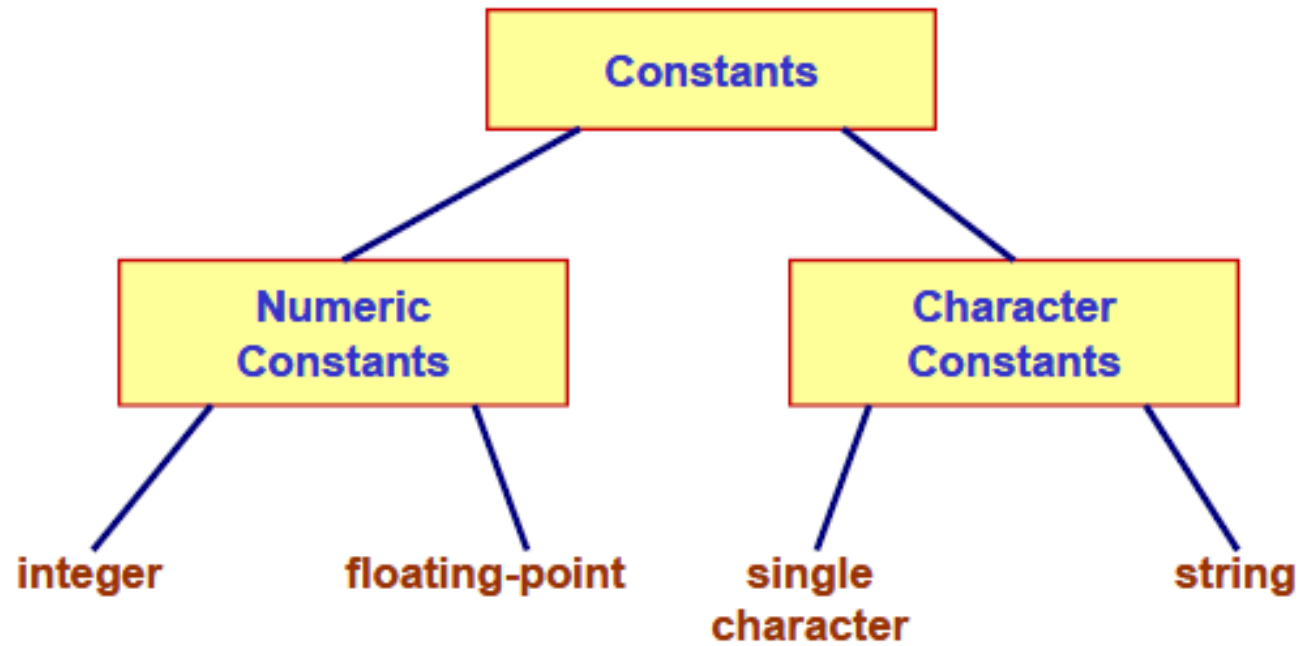 Constants
Numeric
Constants
Character
Constants
integer
floating-point
single
character
string